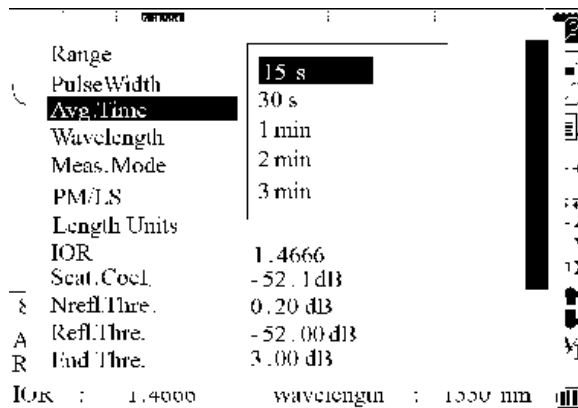 Range
PulseWidth
Avg.Time
Wavelength
Meas.Mode
PM/LS
Length Units
15 s
30 s
1 min
2 min
3 min
IOR 1.4666
Scat.Coef. -52.1dB
Nrefl.Thre. 0.20 dB
Refl.Thre. -52.00dB
End Thre. 3.00 dB
A
R
IOR : 1.4666 wavelength : 1550 nm